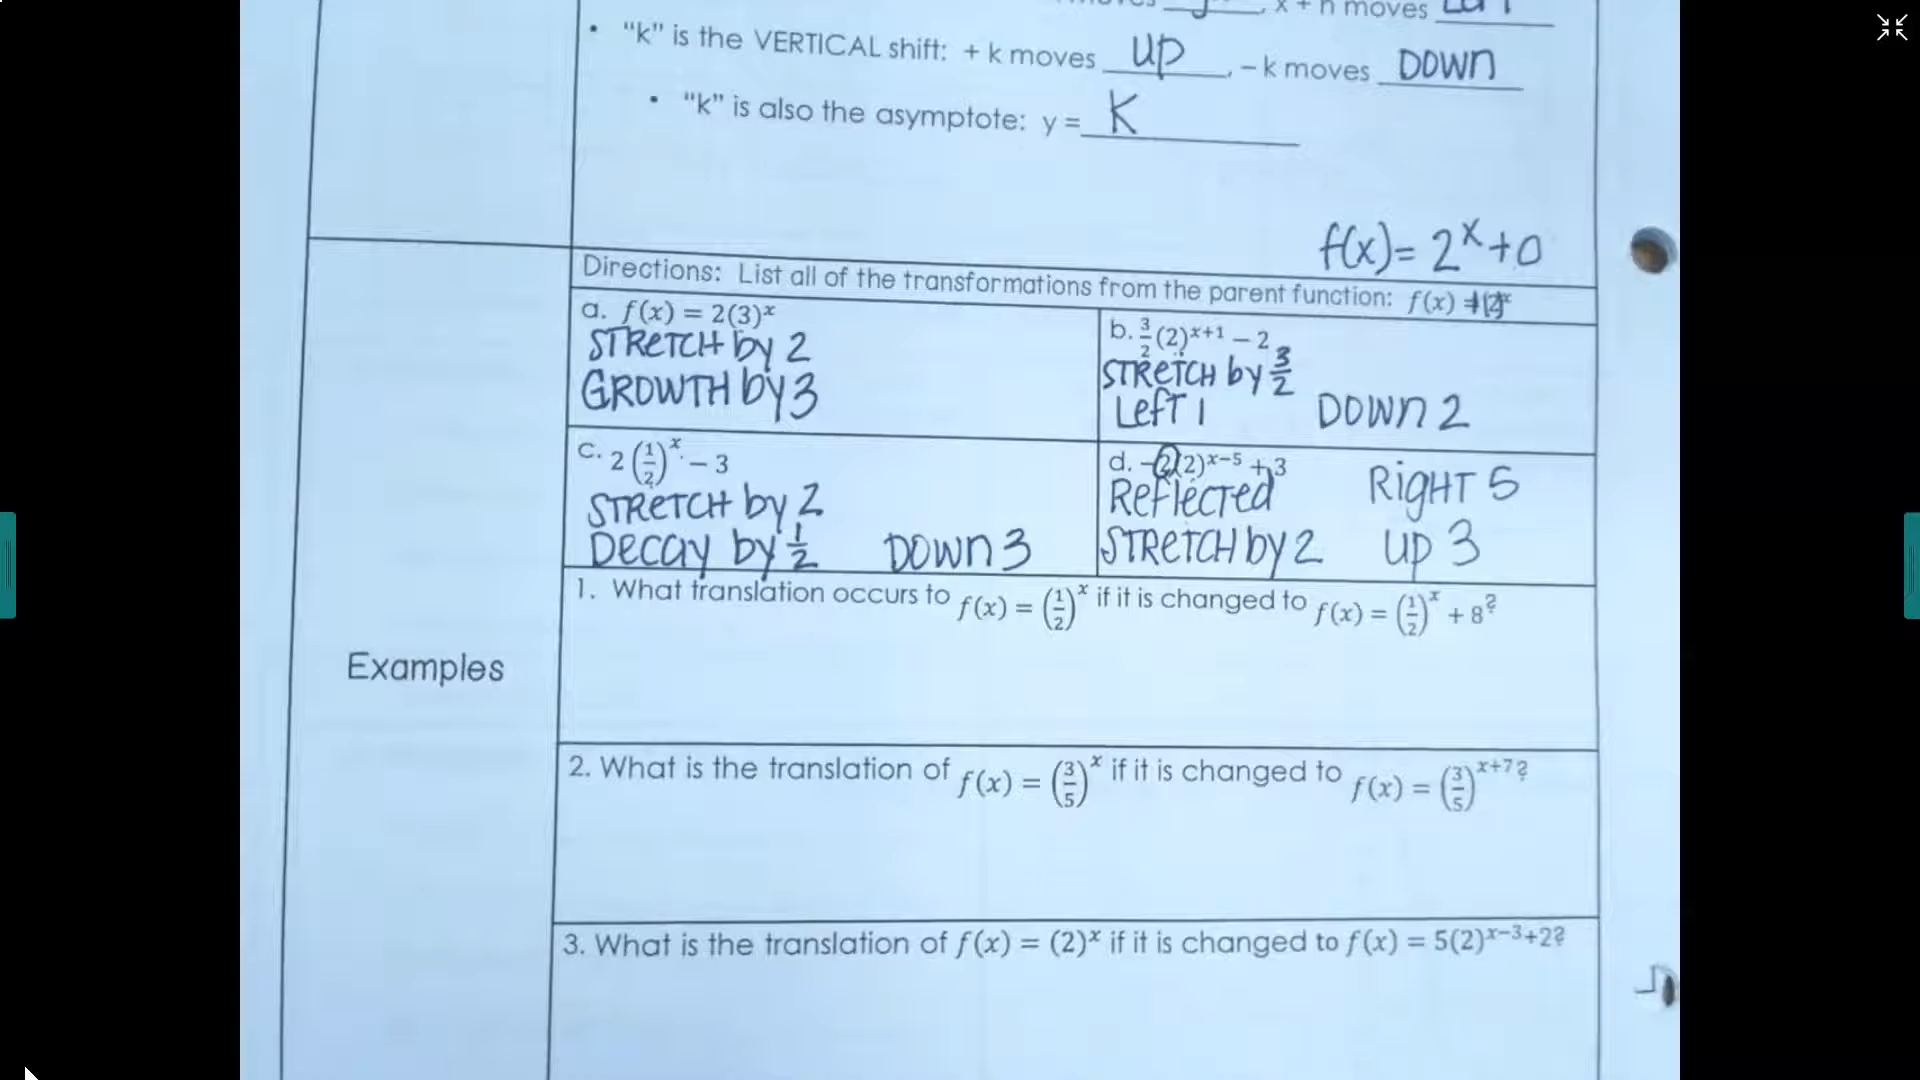 x + h moves Left
• "k" is the VERTICAL shift: + k moves up, – k moves DOWN
• "k" is also the asymptote: y = K
f(x) = 2ˣ + 0
Directions: List all of the transformations from the parent function: f(x) =
a. f(x) = 2(3)ˣ
STRETCH by 2
GROWTH by 3
b. 3/2 (2)ˣ⁺¹ – 2
STRETCH by 3/2
Left 1 DOWN 2
c. 2 (1/2)ˣ – 3
STRETCH by 2
Decay by 1/2 DOWN 3
d. –2(2)ˣ⁻⁵ + 3 RigHT 5
Reflected
STRETCH by 2 up 3
1. What translation occurs to f(x) = (1/2)ˣ if it is changed to f(x) = (1/2)ˣ + 8?
Examples
2. What is the translation of f(x) = (3/5)ˣ if it is changed to f(x) = (3/5)ˣ⁺⁷?
3. What is the translation of f(x) = (2)ˣ if it is changed to f(x) = 5(2)ˣ⁻³+2?